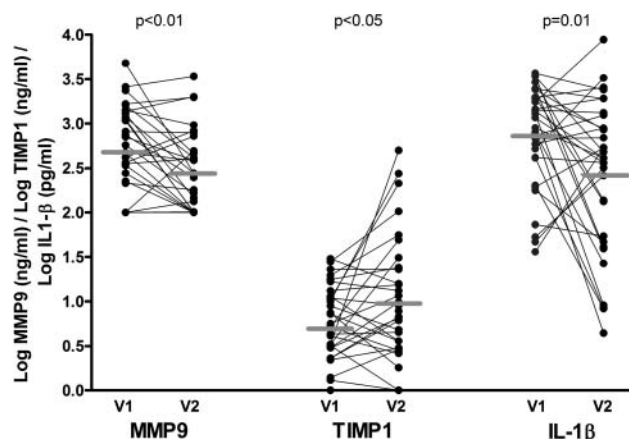 p<0.01 p<0.05 p=0.01
Log MMP9 (ng/ml) / Log TIMP1 (ng/ml) /
Log IL1-β (pg/ml)
4.0
3.5
3.0
2.5
2.0
1.5
1.0
0.5
0.0
V1 V2 V1 V2 V1 V2
MMP9 TIMP1 IL-1β